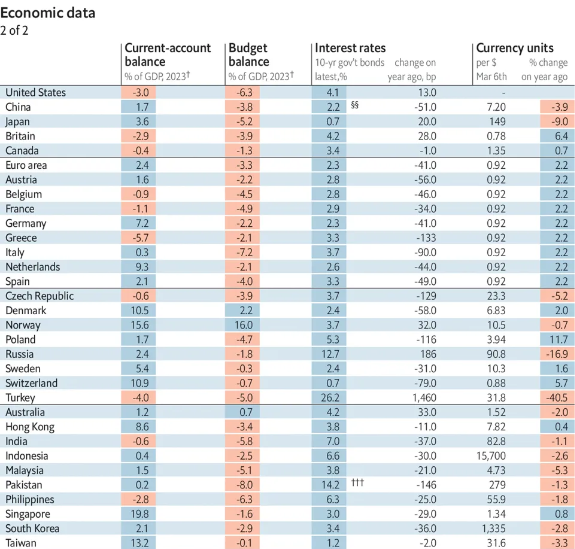 Economic data
2 of 2
Current-account balance Budget balance Interest rates Currency units
% of GDP, 2023† % of GDP, 2023† 10-yr gov't bonds latest,% change on year ago, bp per $ Mar 6th % change on year ago
United States -3.0 -6.3 4.1 13.0 -
China 1.7 -3.8 2.2 §§ -51.0 7.20 -3.9
Japan 3.6 -5.2 0.7 20.0 149 -9.0
Britain -2.9 -3.9 4.2 28.0 0.78 6.4
Canada -0.4 -1.3 3.4 -1.0 1.35 0.7
Euro area 2.4 -3.3 2.3 -41.0 0.92 2.2
Austria 1.6 -2.2 2.8 -56.0 0.92 2.2
Belgium -0.9 -4.5 2.8 -46.0 0.92 2.2
France -1.1 -4.9 2.9 -34.0 0.92 2.2
Germany 7.2 -2.2 2.3 -41.0 0.92 2.2
Greece -5.7 -2.1 3.3 -133 0.92 2.2
Italy 0.3 -7.2 3.7 -90.0 0.92 2.2
Netherlands 9.3 -2.1 2.6 -44.0 0.92 2.2
Spain 2.1 -4.0 3.3 -49.0 0.92 2.2
Czech Republic -0.6 -3.9 3.7 -129 23.3 -5.2
Denmark 10.5 2.2 2.4 -58.0 6.83 2.0
Norway 15.6 16.0 3.7 32.0 10.5 -0.7
Poland 1.7 -4.7 5.3 -116 3.94 11.7
Russia 2.4 -1.8 12.7 186 90.8 -16.9
Sweden 5.4 -0.3 2.4 -31.0 10.3 1.6
Switzerland 10.9 -0.7 0.7 -79.0 0.88 5.7
Turkey -4.0 -5.0 26.2 1,460 31.8 -40.5
Australia 1.2 0.7 4.2 33.0 1.52 -2.0
Hong Kong 8.6 -3.4 3.8 -11.0 7.82 0.4
India -0.6 -5.8 7.0 -37.0 82.8 -1.1
Indonesia 0.4 -2.5 6.6 -30.0 15,700 -2.6
Malaysia 1.5 -5.1 3.8 -21.0 4.73 -5.3
Pakistan 0.2 -8.0 14.2 ††† -146 279 -1.3
Philippines -2.8 -6.3 6.3 -25.0 55.9 -1.8
Singapore 19.8 -1.6 3.0 -29.0 1.34 0.8
South Korea 2.1 -2.9 3.4 -36.0 1,335 -2.8
Taiwan 13.2 -0.1 1.2 -2.0 31.6 -3.3